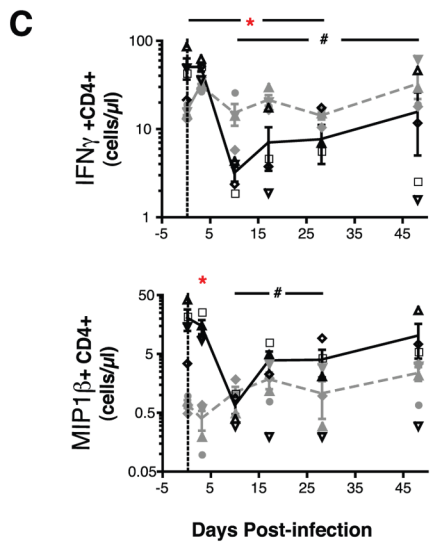 C
*
#
IFNγ +CD4+
(cells/µl)
100
10
1
-5 5 15 25 35 45
*
#
MIP1β+ CD4+
(cells/µl)
50
5
0.5
0.05
-5 5 15 25 35 45
Days Post-infection